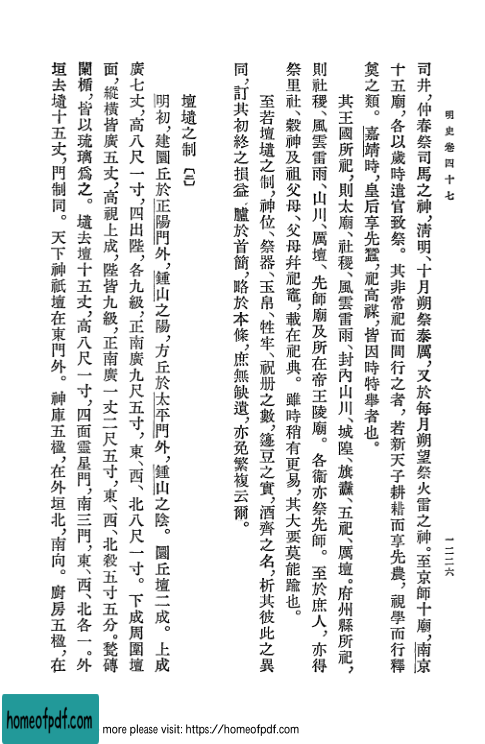 明史卷四十七
一二二六
司井，仲春祭司馬之神，清明、十月朔祭泰厲，又於每月朔望祭火雷之神。至京師十廟，南京
十五廟，各以歲時遣官致祭。其非常祀而間行之者，若新天子耕耤而享先農，視學而行釋
奠之類。嘉靖時，皇后享先蠶，祀高禖，皆因時特舉者也。
其王國所祀，則太廟、社稷、風雲雷雨、封內山川、城隍、旗纛、五祀、厲壇。府州縣所祀，
則社稷、風雲雷雨、山川、厲壇、先師廟及所在帝王陵廟。各衞亦祭先師。至於庶人，亦得
祭里社、穀神及祖父母、父母并祀竈，載在祀典。雖時稍有更易，其大要莫能踰也。
至若壇壝之制，神位、祭器、玉帛、牲牢、祝册之數，籩豆之實，酒齊之名，析其彼此之異
同，訂其初終之損益，臚於首簡，略於本條，庶無缺遺，亦免繁複云爾。
壇壝之制〔三〕
明初，建圜丘於正陽門外，鍾山之陽，方丘於太平門外，鍾山之陰。圜丘壇二成。上成
廣七丈，高八尺一寸，四出陛，各九級，正南廣九尺五寸，東、西、北八尺一寸。下成周圍壇
面，縱橫皆廣五丈，高視上成，陛皆九級，正南廣一丈二尺五寸，東、西、北殺五寸五分。甃磚
闌楯，皆以琉璃爲之。壝去壇十五丈，高八尺一寸，四面靈星門，南三門，東、西、北各一。外
垣去壝十五丈，門制同。天下神祇壇在東門外。神庫五楹，在外垣北，南向。廚房五楹，在
homeofpdf.com
more please visit: https://homeofpdf.com